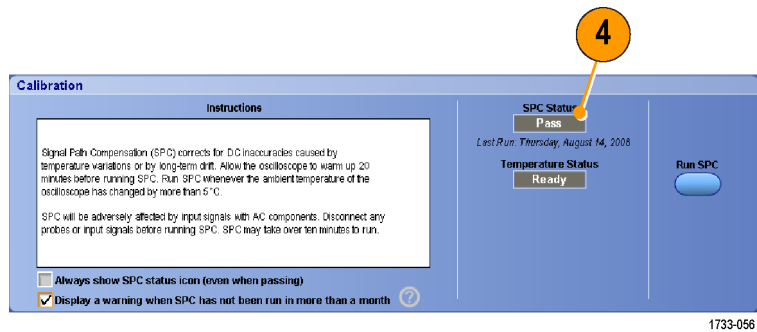 4
Calibration
Instructions
Signal Path Compensation (SPC) corrects for DC inaccuracies caused by
temperature variations or by long-term drift. Allow the oscilloscope to warm up 20
minutes before running SPC. Run SPC whenever the ambient temperature of the
oscilloscope has changed by more than 5 °C.
SPC will be adversely affected by input signals with AC components. Disconnect any
probes or input signals before running SPC. SPC may take over ten minutes to run.
Always show SPC status icon (even when passing)
Display a warning when SPC has not been run in more than a month
?
SPC Status
Pass
Last Run: Thursday, August 14, 2008
Temperature Status
Ready
Run SPC
1733-056